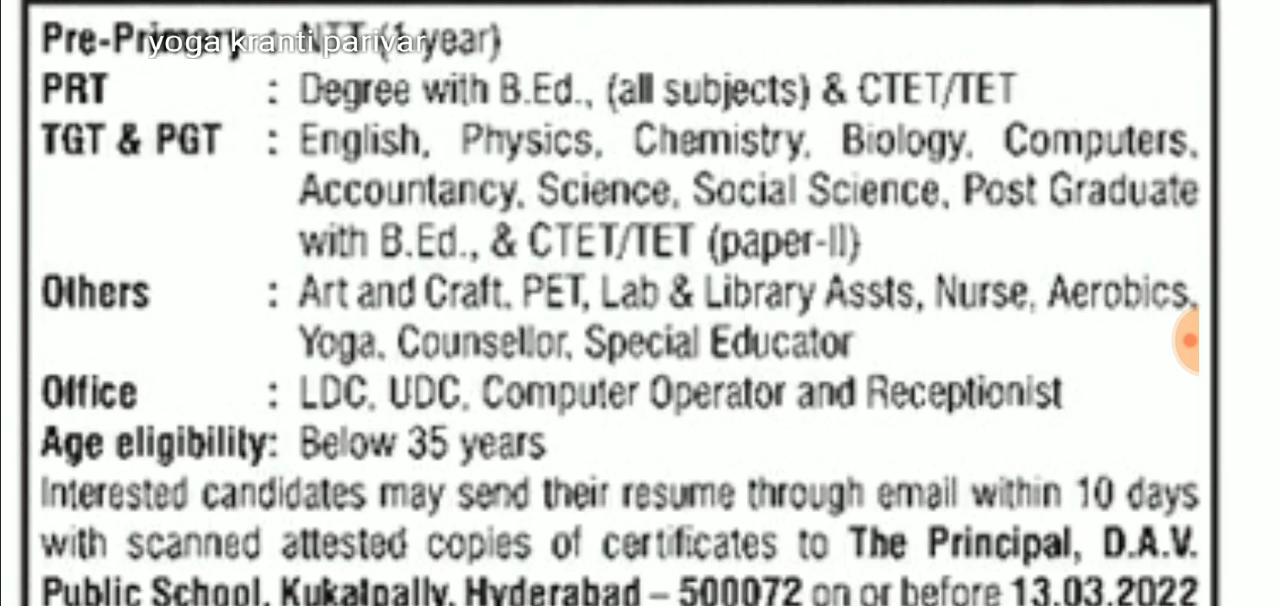 Pre-Primary : NTT (1 year)
yoga kranti parivar
PRT : Degree with B.Ed., (all subjects) & CTET/TET
TGT & PGT : English, Physics, Chemistry, Biology, Computers,
Accountancy, Science, Social Science, Post Graduate
with B.Ed., & CTET/TET (paper-II)
Others : Art and Craft, PET, Lab & Library Assts, Nurse, Aerobics,
Yoga, Counsellor, Special Educator
Office : LDC, UDC, Computer Operator and Receptionist
Age eligibility: Below 35 years
Interested candidates may send their resume through email within 10 days
with scanned attested copies of certificates to The Principal, D.A.V.
Public School, Kukatpally, Hyderabad – 500072 on or before 13.03.2022